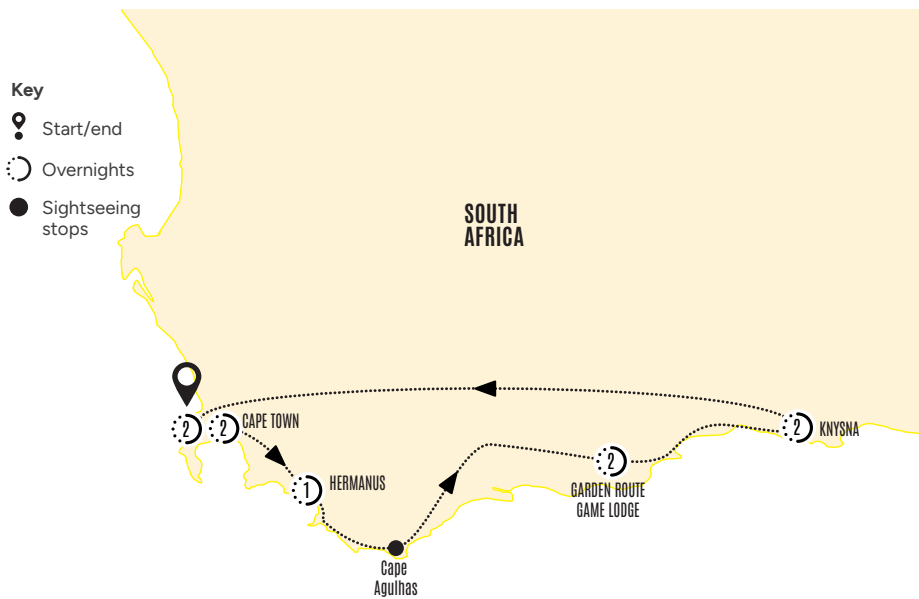 Key
Start/end
Overnights
Sightseeing
stops
SOUTH
AFRICA
2
2
CAPE TOWN
2
KNYSNA
2
GARDEN ROUTE
GAME LODGE
1
HERMANUS
Cape
Agulhas